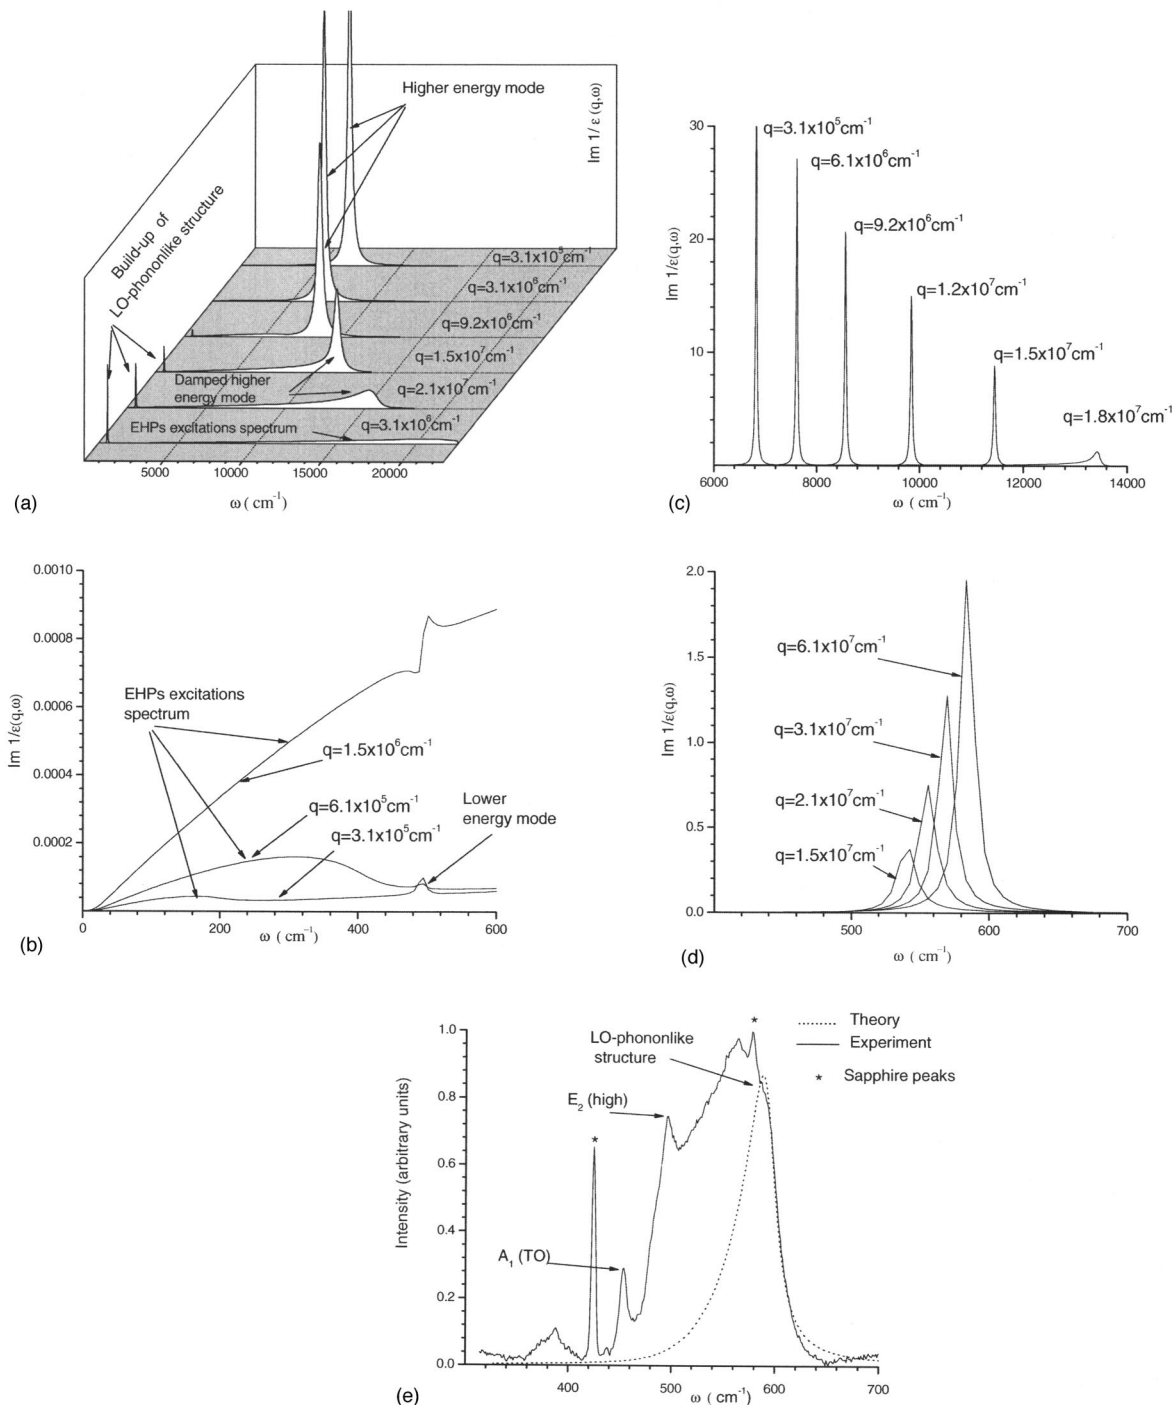 Higher energy mode
Im 1/ ε (q,ω)
Build-up of
LO-phononlike structure
q=3.1x10⁵cm⁻¹
q=3.1x10⁶cm⁻¹
q=9.2x10⁶cm⁻¹
q=1.5x10⁷cm⁻¹
Damped higher
energy mode
q=2.1x10⁷cm⁻¹
EHPs excitations spectrum
q=3.1x10⁶cm⁻¹
5000 10000 15000 20000
(a)
ω ( cm⁻¹)
30
20
10
Im 1/ε(q,ω)
q=3.1x10⁵cm⁻¹
q=6.1x10⁶cm⁻¹
q=9.2x10⁶cm⁻¹
q=1.2x10⁷cm⁻¹
q=1.5x10⁷cm⁻¹
q=1.8x10⁷cm⁻¹
6000 8000 10000 12000 14000
(c)
ω ( cm⁻¹)
0.0010
0.0008
0.0006
0.0004
0.0002
Im 1/ε(q,ω)
EHPs excitations
spectrum
q=1.5x10⁶cm⁻¹
q=6.1x10⁵cm⁻¹
q=3.1x10⁵cm⁻¹
Lower
energy mode
0 200 400 600
(b)
ω ( cm⁻¹)
2.0
1.5
1.0
0.5
0.0
Im 1/ε(q,ω)
q=6.1x10⁷cm⁻¹
q=3.1x10⁷cm⁻¹
q=2.1x10⁷cm⁻¹
q=1.5x10⁷cm⁻¹
500 600 700
(d)
ω ( cm⁻¹)
1.0
0.8
0.6
0.4
0.2
0.0
Intensity (arbitrary units)
LO-phononlike
structure
*
Theory
Experiment
* Sapphire peaks
E₂ (high)
*
A₁ (TO)
400 500 600 700
(e)
ω ( cm⁻¹)